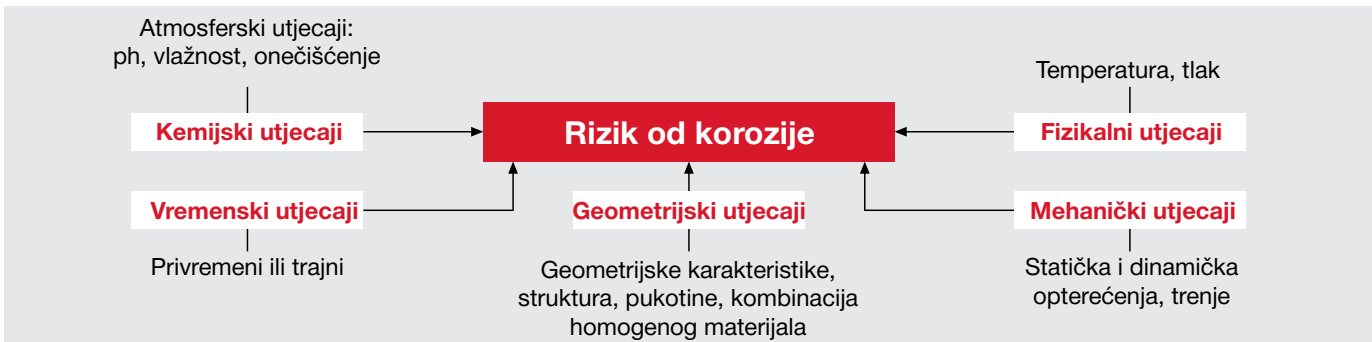 Atmosferski utjecaji:
ph, vlažnost, onečišćenje
Temperatura, tlak
Kemijski utjecaji
Rizik od korozije
Fizikalni utjecaji
Vremenski utjecaji
Geometrijski utjecaji
Mehanički utjecaji
Privremeni ili trajni
Geometrijske karakteristike,
struktura, pukotine, kombinacija
homogenog materijala
Statička i dinamička
opterećenja, trenje